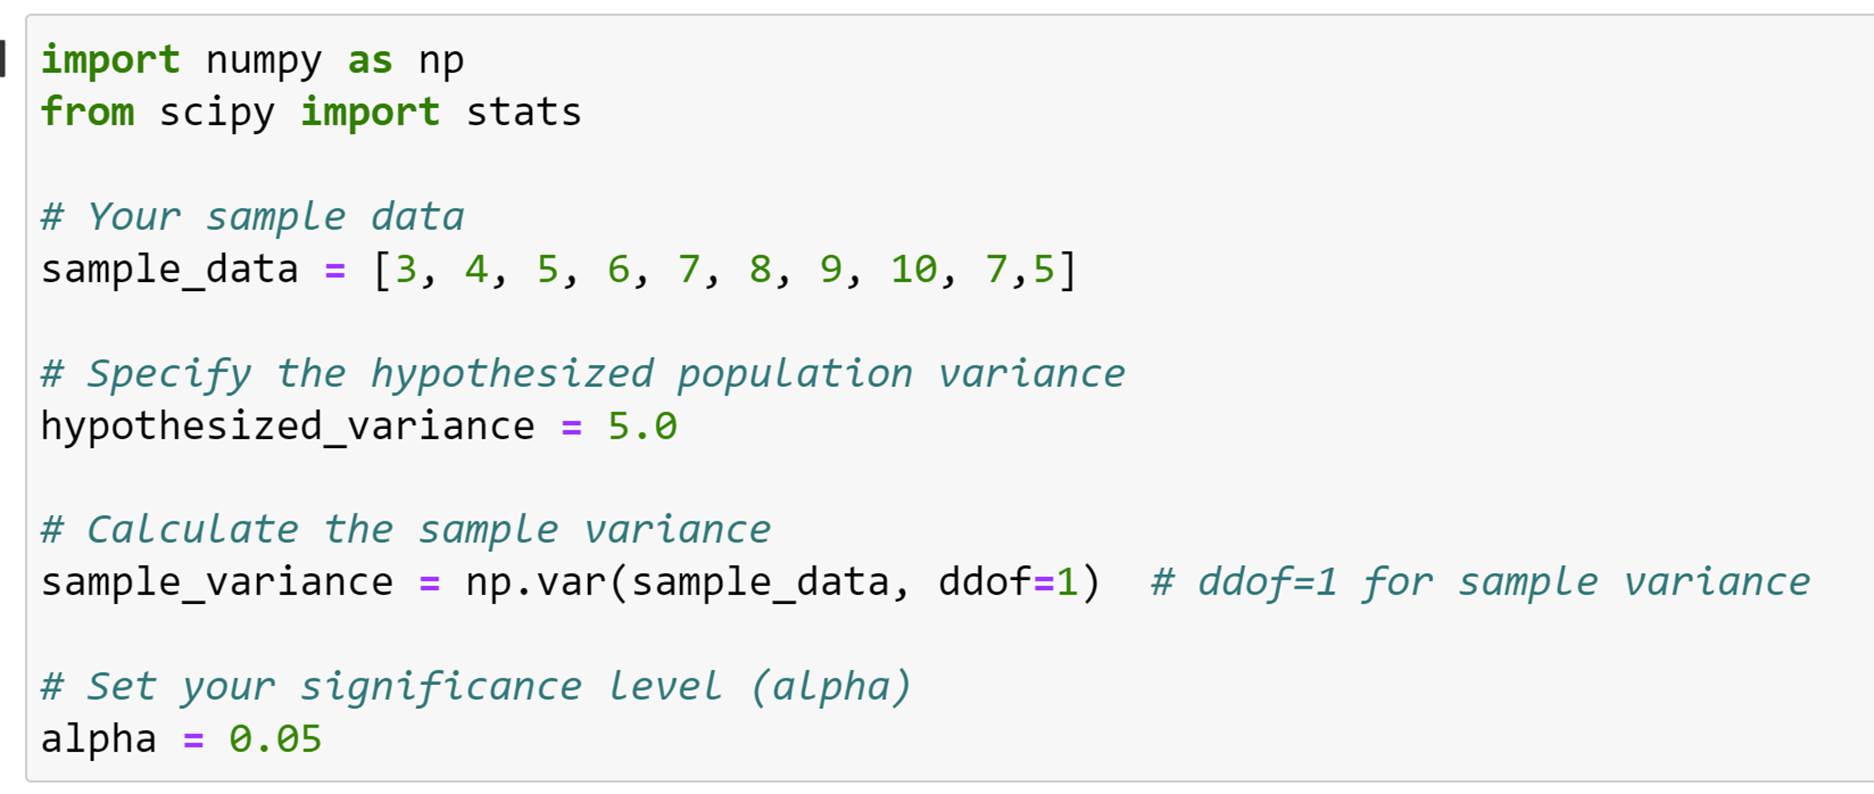 import numpy as np
from scipy import stats
# Your sample data
sample_data = [3, 4, 5, 6, 7, 8, 9, 10, 7,5]
# Specify the hypothesized population variance
hypothesized_variance = 5.0
# Calculate the sample variance
sample_variance = np.var(sample_data, ddof=1)  # ddof=1 for sample variance
# Set your significance level (alpha)
alpha = 0.05